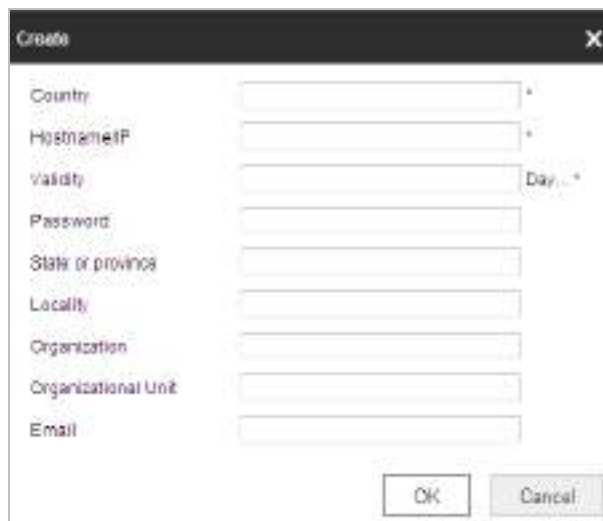 Create X
Country *
Hostname/IP *
Validity Day... *
Password
State or province
Locality
Organization
Organizational Unit
Email
OK Cancel